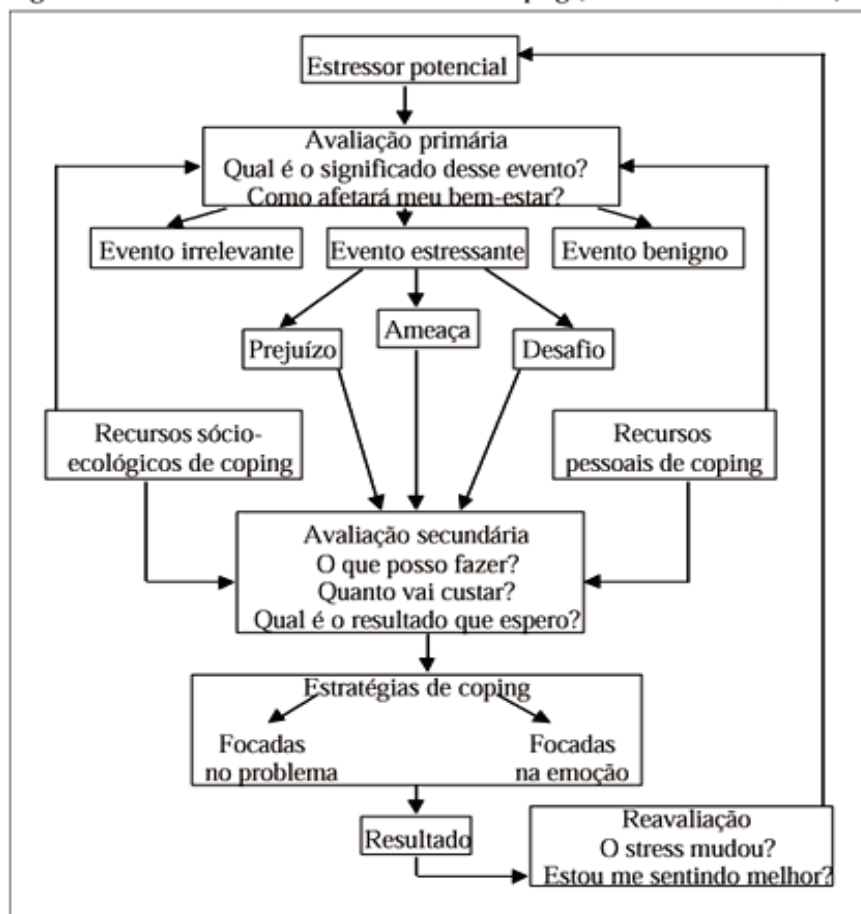 Estressor potencial
Avaliação primária
Qual é o significado desse evento?
Como afetará meu bem-estar?
Evento irrelevante
Evento estressante
Evento benigno
Prejuízo
Ameaça
Desafio
Recursos sócio-
ecológicos de coping
Recursos
pessoais de coping
Avaliação secundária
O que posso fazer?
Quanto vai custar?
Qual é o resultado que espero?
Estratégias de coping
Focadas
no problema
Focadas
na emoção
Resultado
Reavaliação
O stress mudou?
Estou me sentindo melhor?